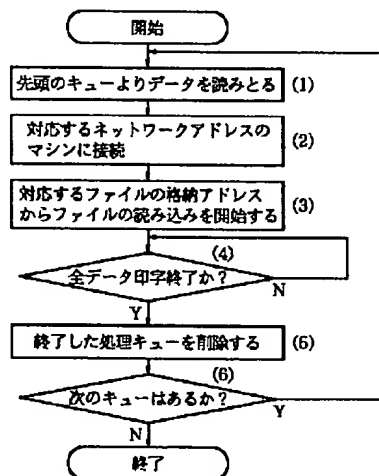 開始
先頭のキューよりデータを読みとる (1)
対応するネットワークアドレスの
マシンに接続 (2)
対応するファイルの格納アドレス
からファイルの読み込みを開始する (3)
(4)
全データ印字終了か?
N
Y
終了した処理キューを削除する (5)
(6)
次のキューはあるか?
Y
N
終了